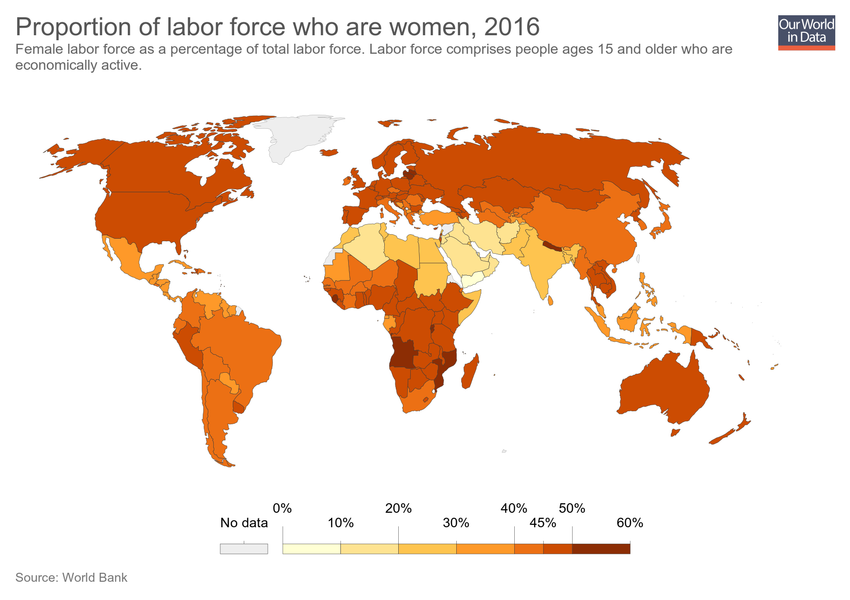 Proportion of labor force who are women, 2016
Female labor force as a percentage of total labor force. Labor force comprises people ages 15 and older who are
economically active.
Our World
in Data
0% 20% 40% 50%
No data 10% 30% 45% 60%
Source: World Bank